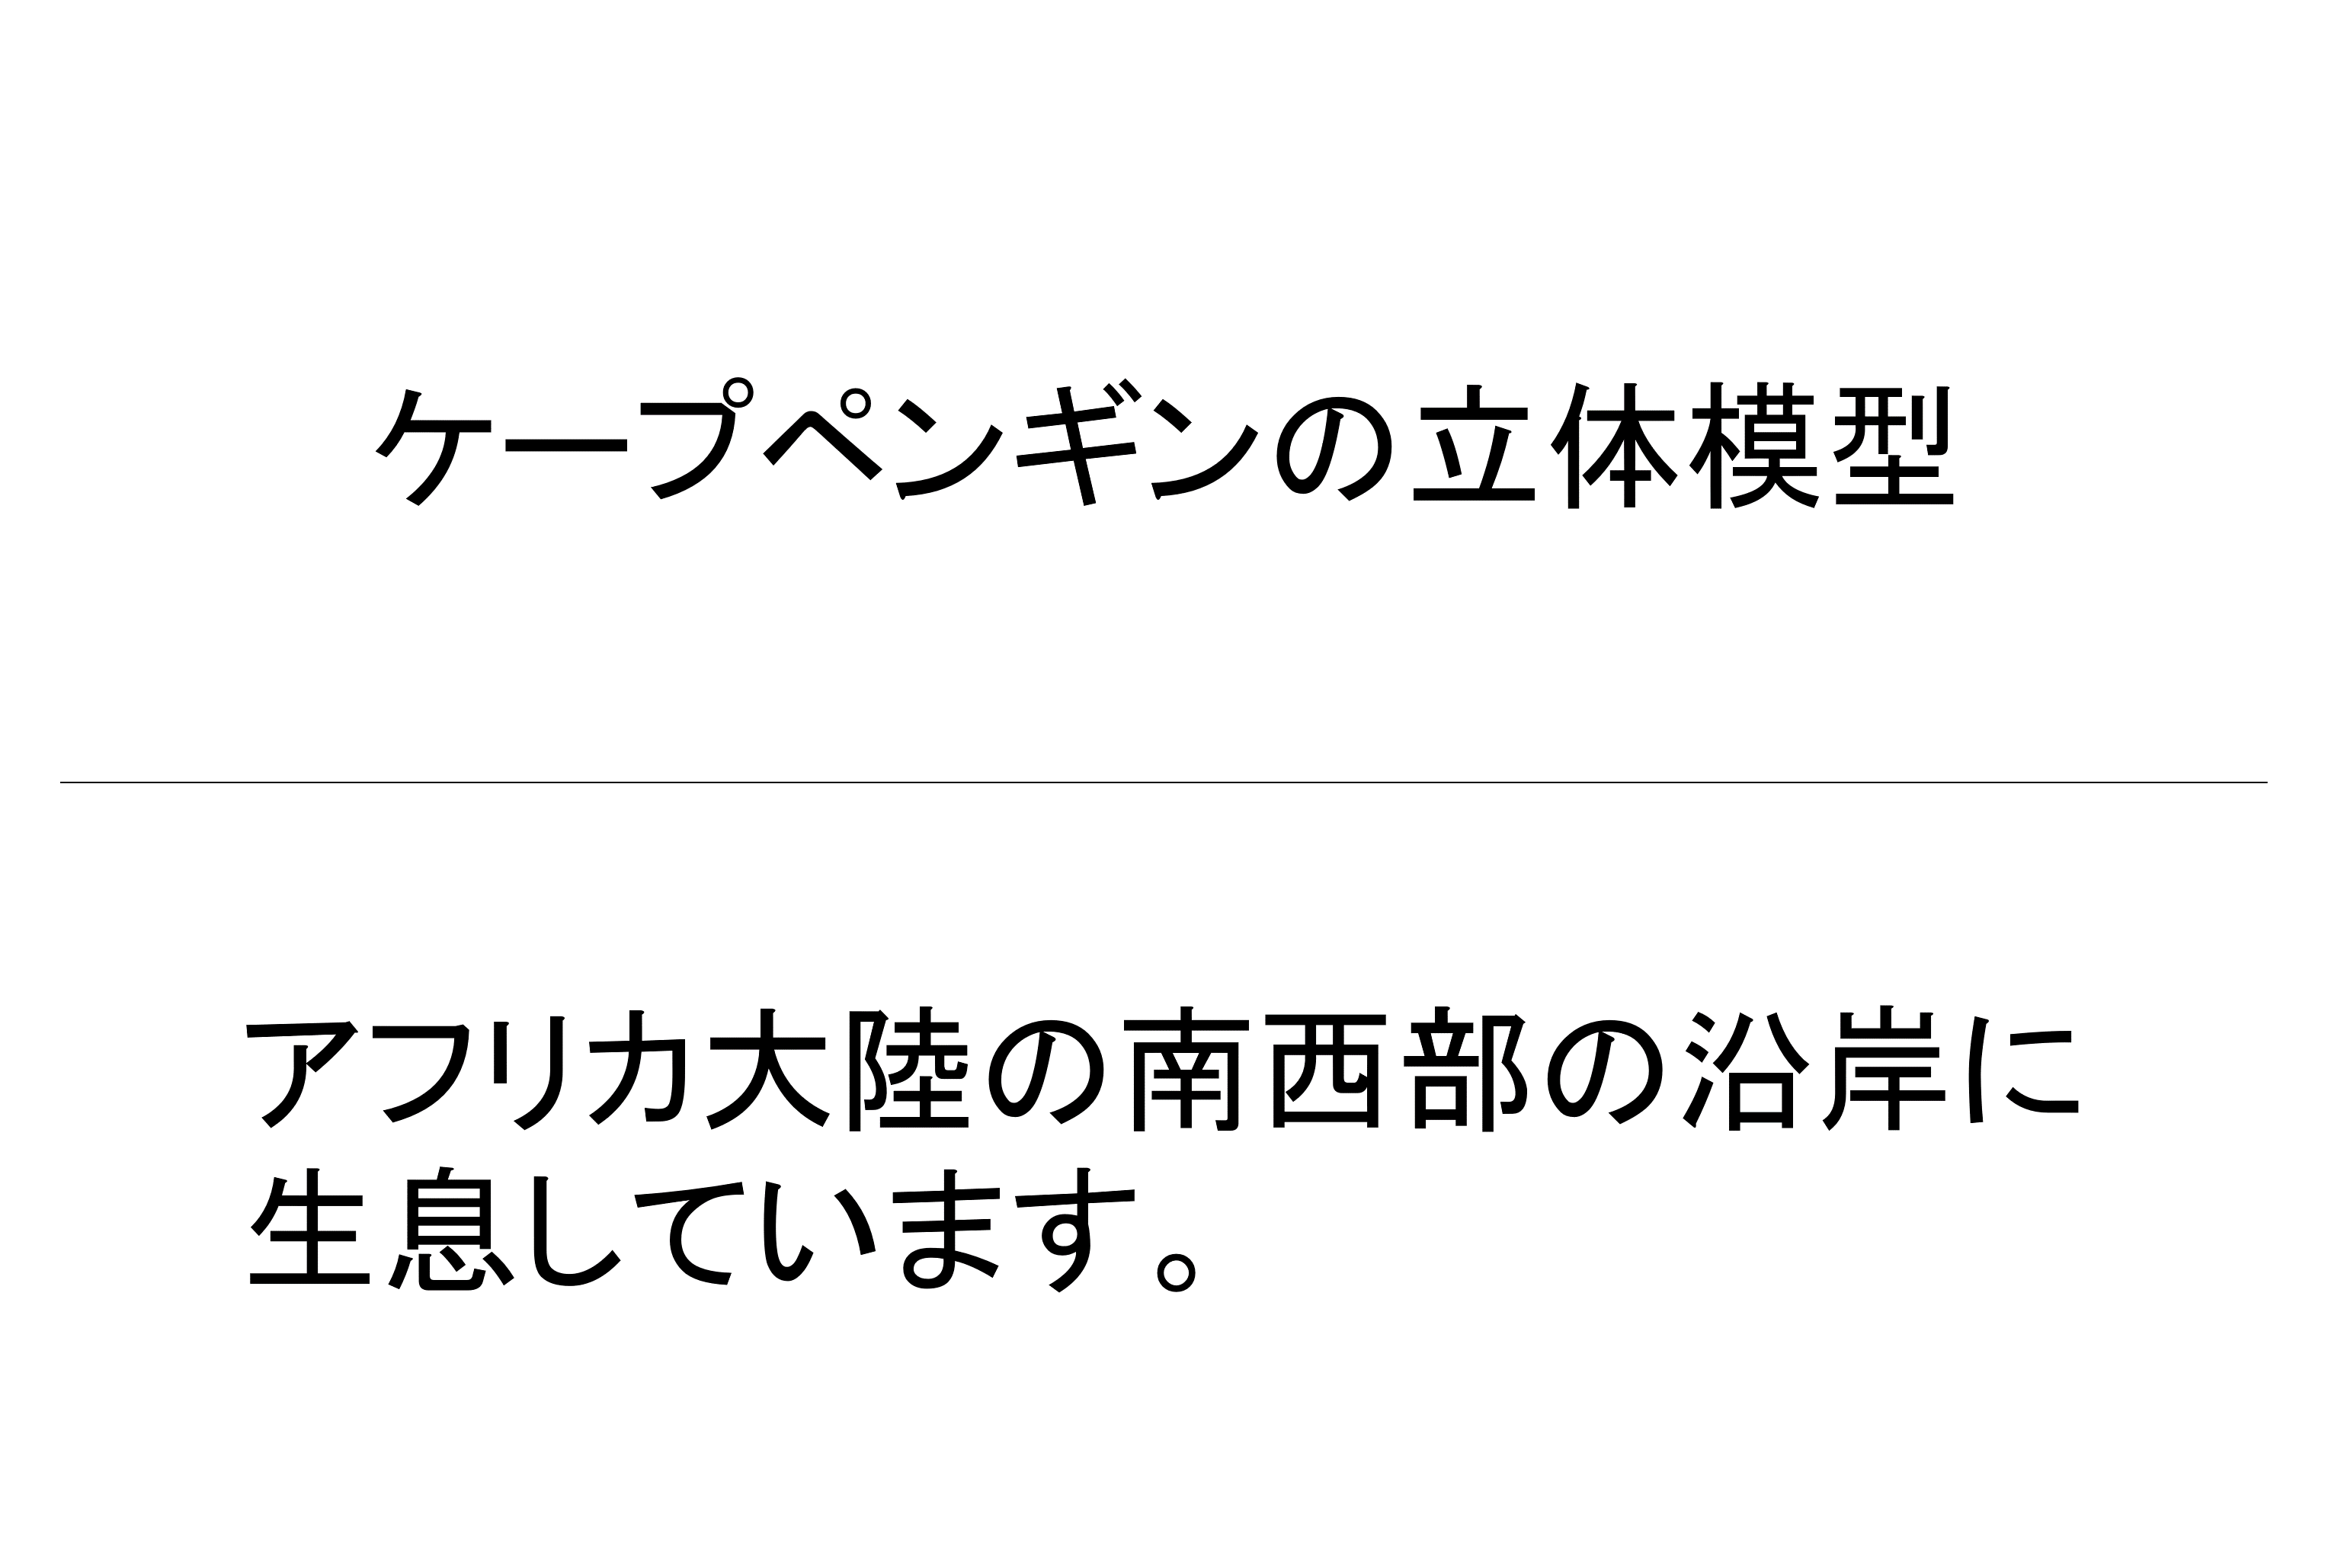 ケープペンギンの立体模型
アフリカ大陸の南西部の沿岸に
生息しています。